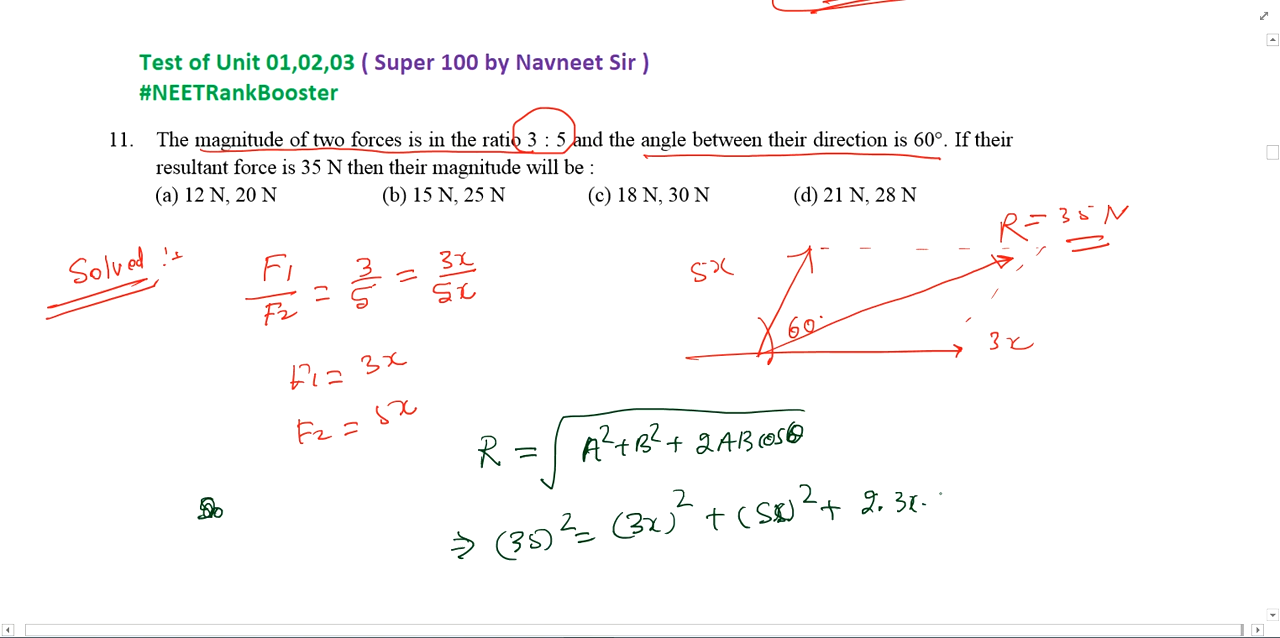 Test of Unit 01,02,03 ( Super 100 by Navneet Sir )
#NEETRankBooster
11. The magnitude of two forces is in the ratio 3 : 5 and the angle between their direction is 60°. If their
resultant force is 35 N then their magnitude will be :
(a) 12 N, 20 N (b) 15 N, 25 N (c) 18 N, 30 N (d) 21 N, 28 N
Solved :-
F1/F2 = 3/5 = 3x/5x
F1 = 3x
F2 = 5x
R = 35 N
5x
60°
3x
R = √(A² + B² + 2AB cosθ)
⇒ (35)² = (3x)² + (5x)² + 2. 3x.